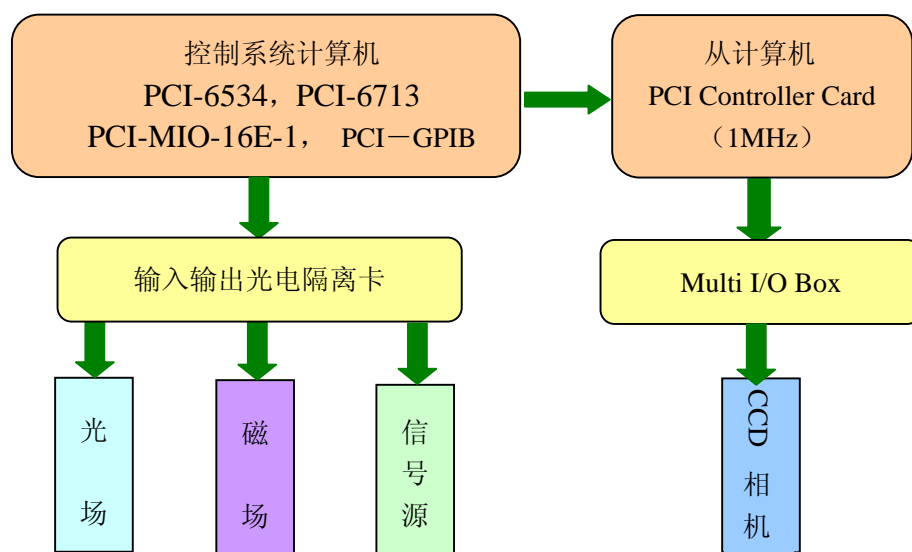 控制系统计算机
PCI-6534，PCI-6713
PCI-MIO-16E-1， PCI－GPIB
从计算机
PCI Controller Card
（1MHz）
输入输出光电隔离卡
Multi I/O Box
光场
磁场
信号源
CCD 相机